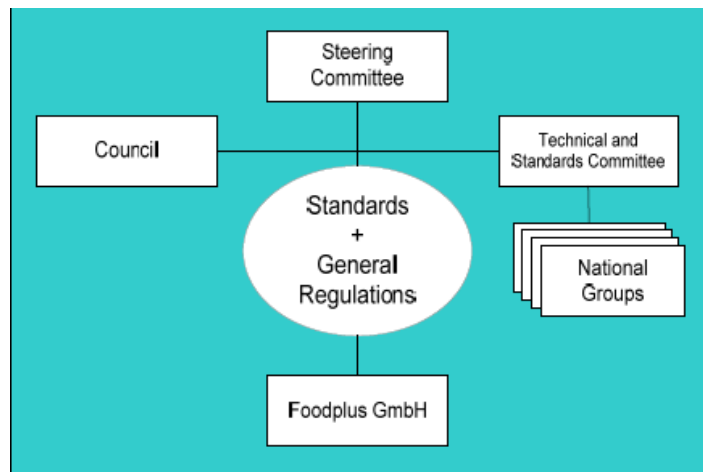 Steering
Committee
Council
Technical and
Standards Committee
Standards
+
General
Regulations
National
Groups
Foodplus GmbH